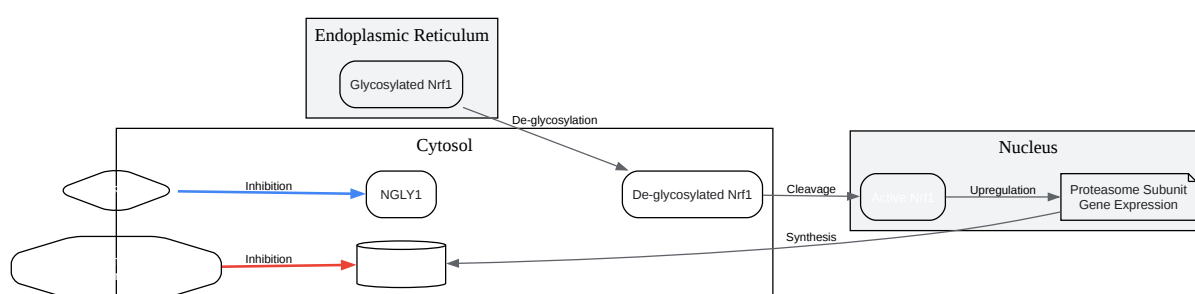 Endoplasmic Reticulum
Glycosylated Nrf1
De-glycosylation
Cytosol
Nucleus
Inhibition
NGLY1
De-glycosylated Nrf1
Cleavage
Active Nrf1
Upregulation
Proteasome Subunit
Gene Expression
Synthesis
Inhibition